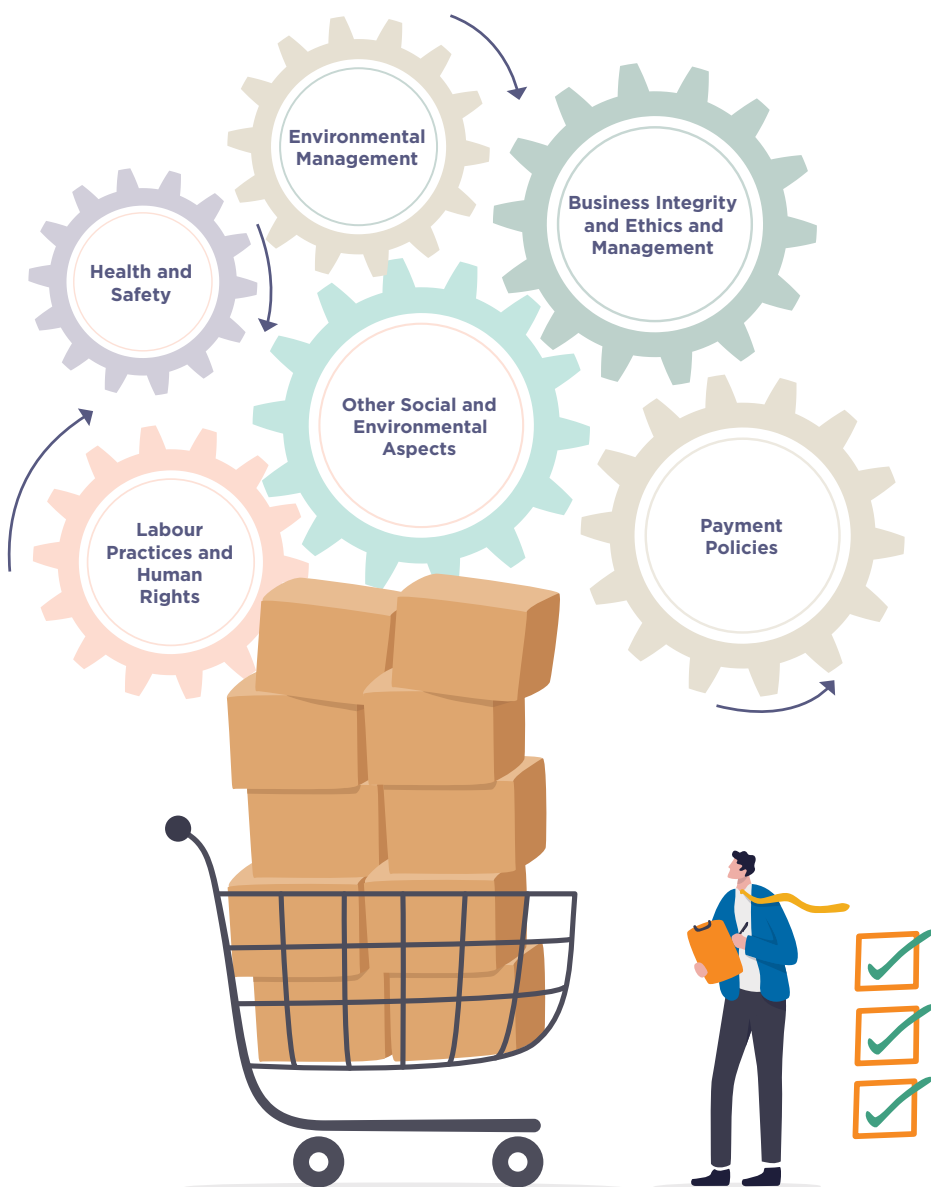 Environmental
Management
Business Integrity
and Ethics and
Management
Health and
Safety
Other Social and
Environmental
Aspects
Labour
Practices and
Human
Rights
Payment
Policies